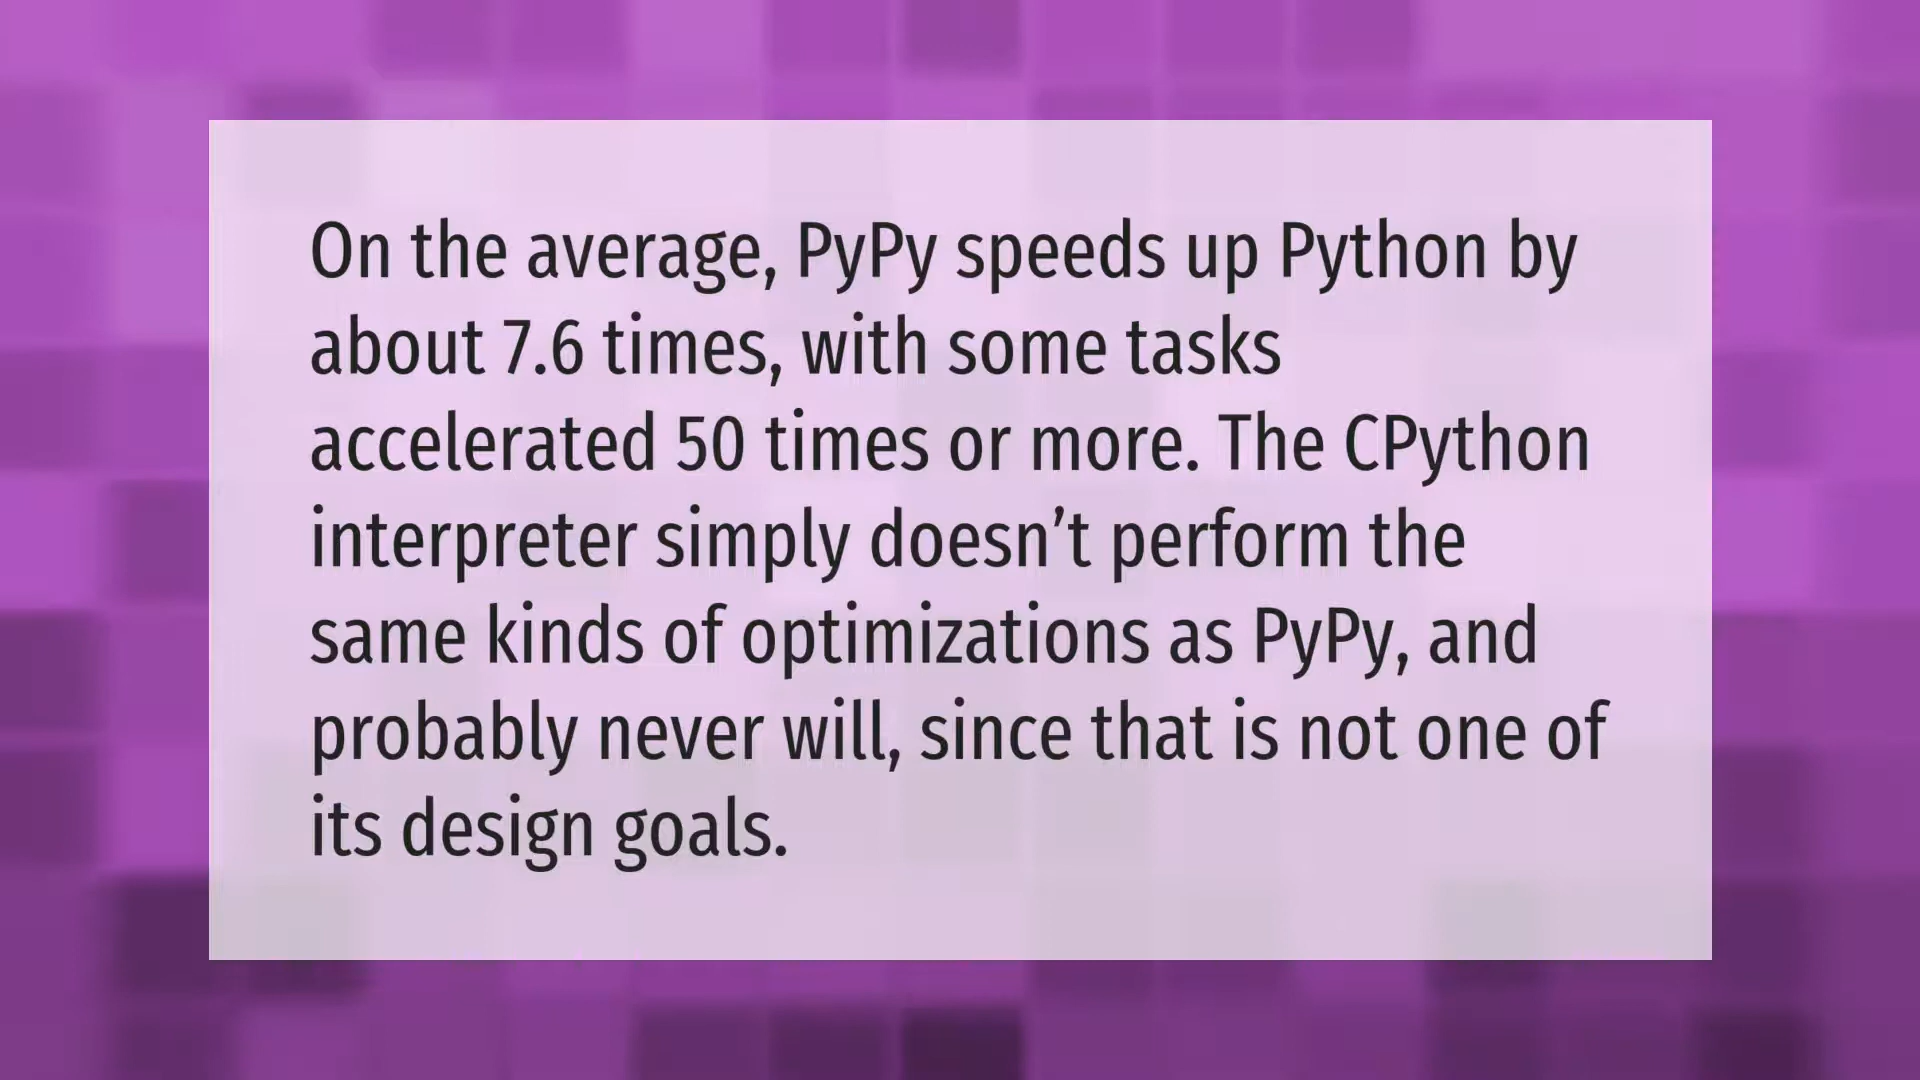 On the average, PyPy speeds up Python by
about 7.6 times, with some tasks
accelerated 50 times or more. The CPython
interpreter simply doesn’t perform the
same kinds of optimizations as PyPy, and
probably never will, since that is not one of
its design goals.